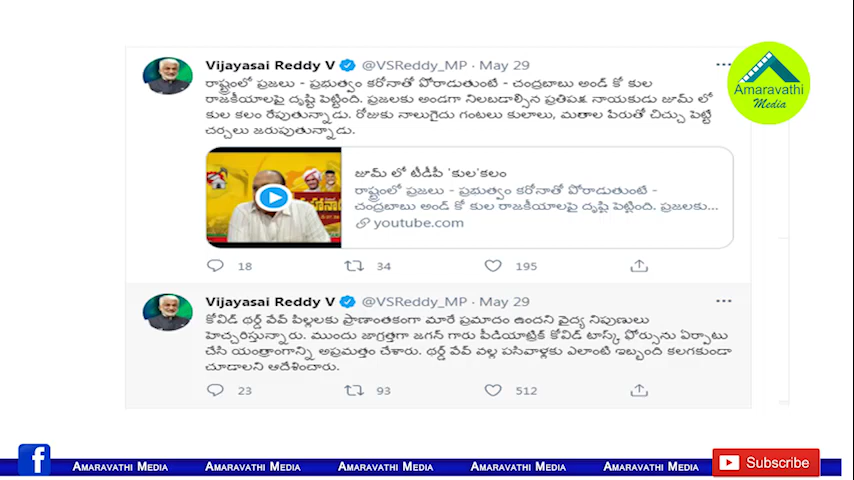 Vijayasai Reddy V @VSReddy_MP · May 29 ...
Amaravathi
Media
రాష్ట్రంలో ప్రజలు - ప్రభుత్వం కరోనాతో పోరాడుతుంటే - చంద్రబాబు అండ్ కో కుల
రాజకీయాలపై దృష్టి పెట్టింది. ప్రజలకు అండగా నిలబడాల్సిన ప్రతిపక్ష నాయకుడు జూమ్ లో
కుల కలం రేపుతున్నాడు. రోజుకు నాలుగైదు గంటలు కులాలు, మతాల పేరుతో చిచ్చు పెట్టే
చర్చలు జరుపుతున్నాడు.
జూమ్ లో టీడీపీ 'కుల'కలం
రాష్ట్రంలో ప్రజలు - ప్రభుత్వం కరోనాతో పోరాడుతుంటే -
చంద్రబాబు అండ్ కో కుల రాజకీయాలపై దృష్టి పెట్టింది. ప్రజలకు...
youtube.com
18 34 195
Vijayasai Reddy V @VSReddy_MP · May 29 ...
కోవిడ్ థర్డ్ వేవ్ పిల్లలకు ప్రాణాంతకంగా మారే ప్రమాదం ఉందని వైద్య నిపుణులు
హెచ్చరిస్తున్నారు. ముందు జాగ్రత్తగా జగన్ గారు పీడియాట్రిక్ కోవిడ్ టాస్క్ ఫోర్సును ఏర్పాటు
చేసి యంత్రాంగాన్ని అప్రమత్తం చేశారు. థర్డ్ వేవ్ వల్ల పసివాళ్లకు ఎలాంటి ఇబ్బంది కలగకుండా
చూడాలని ఆదేశించారు.
23 93 512
f AMARAVATHI MEDIA AMARAVATHI MEDIA AMARAVATHI MEDIA AMARAVATHI MEDIA AMARAVATHI MEDIA Subscribe